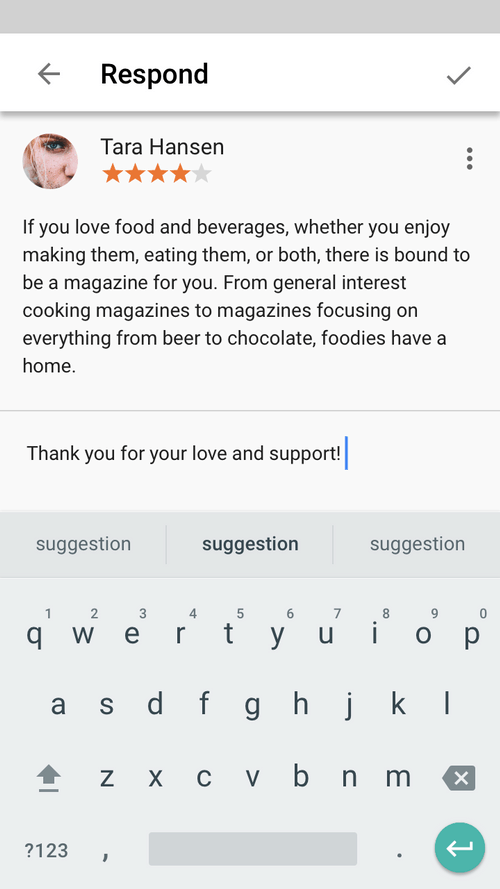 Respond
Tara Hansen
If you love food and beverages, whether you enjoy
making them, eating them, or both, there is bound to
be a magazine for you. From general interest
cooking magazines to magazines focusing on
everything from beer to chocolate, foodies have a
home.
Thank you for your love and support!
suggestion suggestion suggestion
1 2 3 4 5 6 7 8 9 0
q w e r t y u i o p
a s d f g h j k l
z x c v b n m
?123 , .